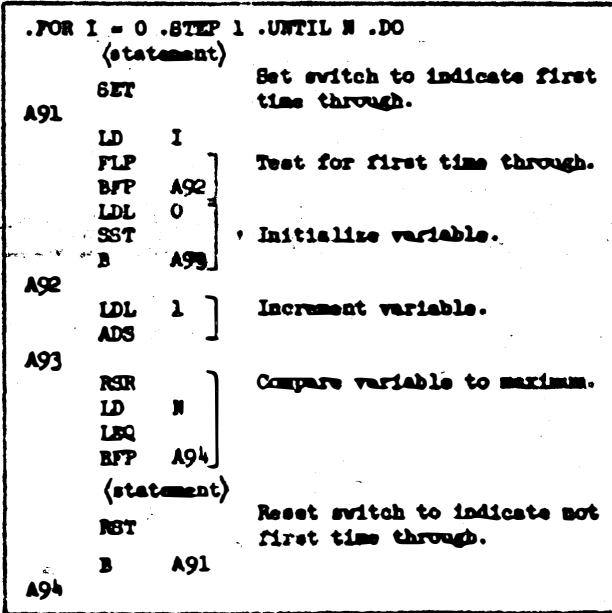 .FOR I = 0 .STEP 1 .UNTIL N .DO
⟨statement⟩
SET Set switch to indicate first time through.
A91
LD I
FLP Test for first time through.
BFP A92
LDL 0
SST Initialize variable.
B A93
A92
LDL 1 Increment variable.
ADS
A93
RSR Compare variable to maximum.
LD N
LEQ
BFP A94
⟨statement⟩
RST Reset switch to indicate not first time through.
B A91
A94